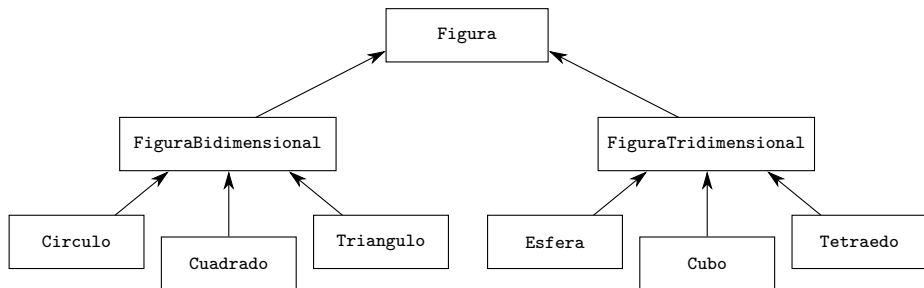 Figura
FiguraBidimensional
FiguraTridimensional
Circulo
Cuadrado
Triangulo
Esfera
Cubo
Tetraedo